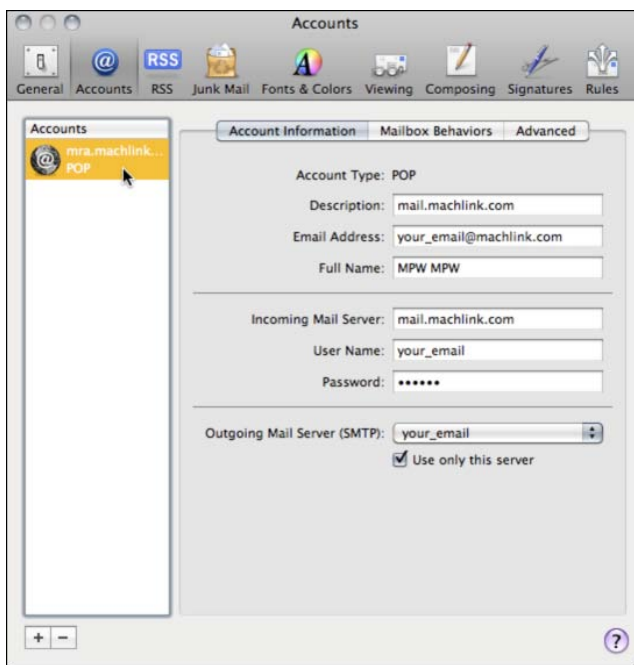 Accounts
General Accounts RSS Junk Mail Fonts & Colors Viewing Composing Signatures Rules
RSS
Accounts
mra.machlink...
POP
Account Information Mailbox Behaviors Advanced
Account Type: POP
Description: mail.machlink.com
Email Address: your_email@machlink.com
Full Name: MPW MPW
Incoming Mail Server: mail.machlink.com
User Name: your_email
Password: ••••••
Outgoing Mail Server (SMTP): your_email
Use only this server
+ −
?